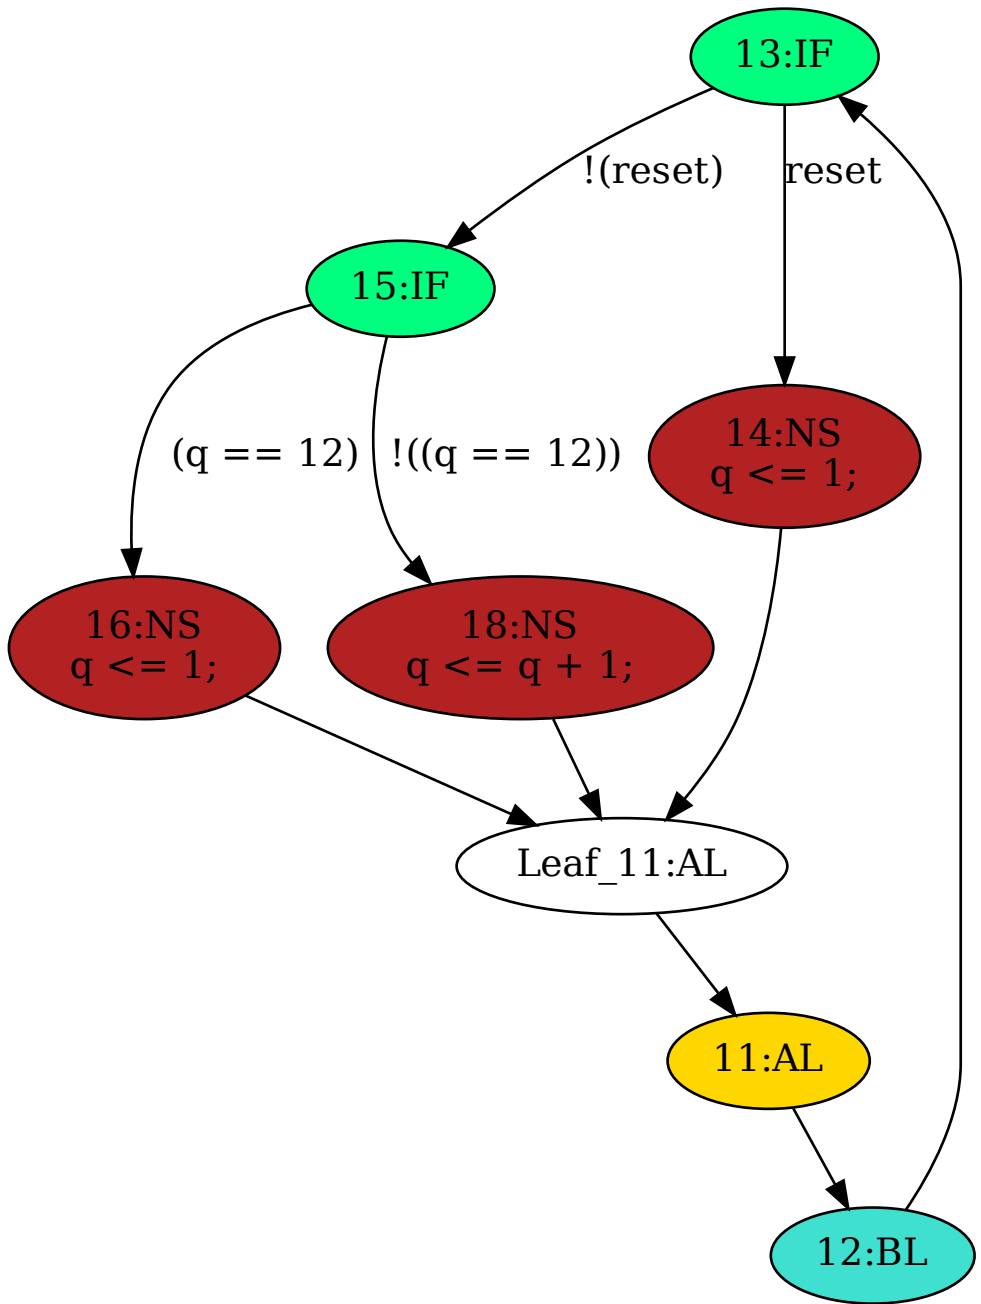 13:IF
!(reset)
reset
15:IF
(q == 12)
!((q == 12))
14:NS
q <= 1;
16:NS
q <= 1;
18:NS
q <= q + 1;
Leaf_11:AL
11:AL
12:BL